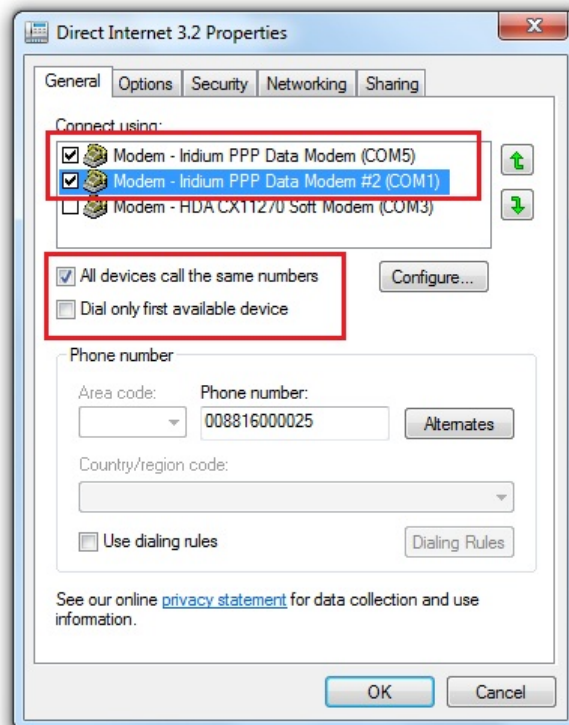 Direct Internet 3.2 Properties
General Options Security Networking Sharing
Connect using:
Modem - Iridium PPP Data Modem (COM5)
Modem - Iridium PPP Data Modem #2 (COM1)
Modem - HDA CX11270 Soft Modem (COM3)
All devices call the same numbers
Configure...
Dial only first available device
Phone number
Area code: Phone number:
008816000025 Alternates
Country/region code:
Use dialing rules Dialing Rules
See our online privacy statement for data collection and use
information.
OK Cancel